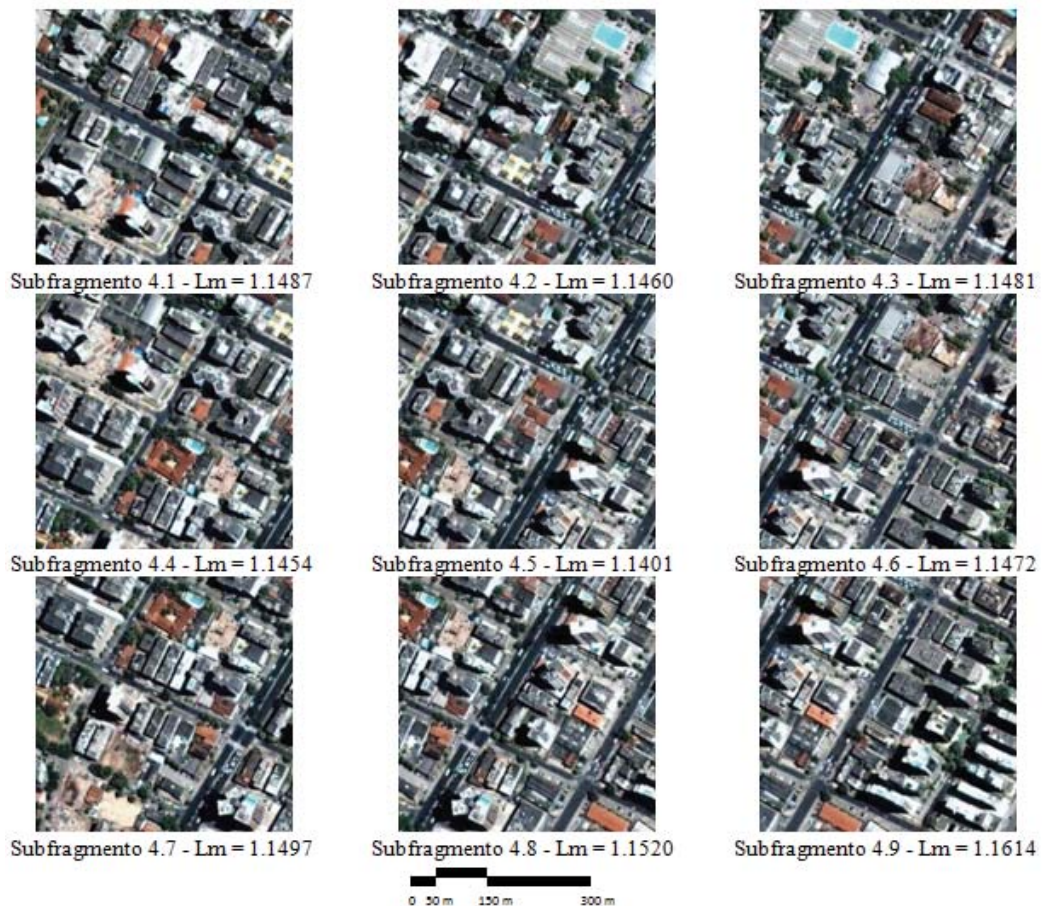 Subfragmento 4.1 - Lm = 1.1487
Subfragmento 4.2 - Lm = 1.1460
Subfragmento 4.3 - Lm = 1.1481
Subfragmento 4.4 - Lm = 1.1454
Subfragmento 4.5 - Lm = 1.1401
Subfragmento 4.6 - Lm = 1.1472
Subfragmento 4.7 - Lm = 1.1497
Subfragmento 4.8 - Lm = 1.1520
Subfragmento 4.9 - Lm = 1.1614
0 50 m 150 m 300 m